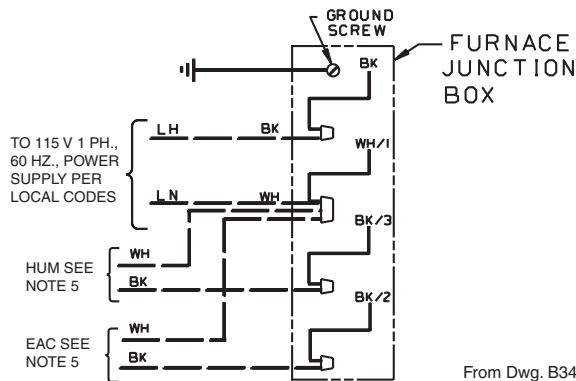 GROUND
SCREW
FURNACE
JUNCTION
BOX
BK
TO 115 V 1 PH.,
60 HZ., POWER
SUPPLY PER
LOCAL CODES
LH
BK
WH/1
LN
WH
BK/3
HUM SEE
NOTE 5
WH
BK
BK/2
EAC SEE
NOTE 5
WH
BK
From Dwg. B34